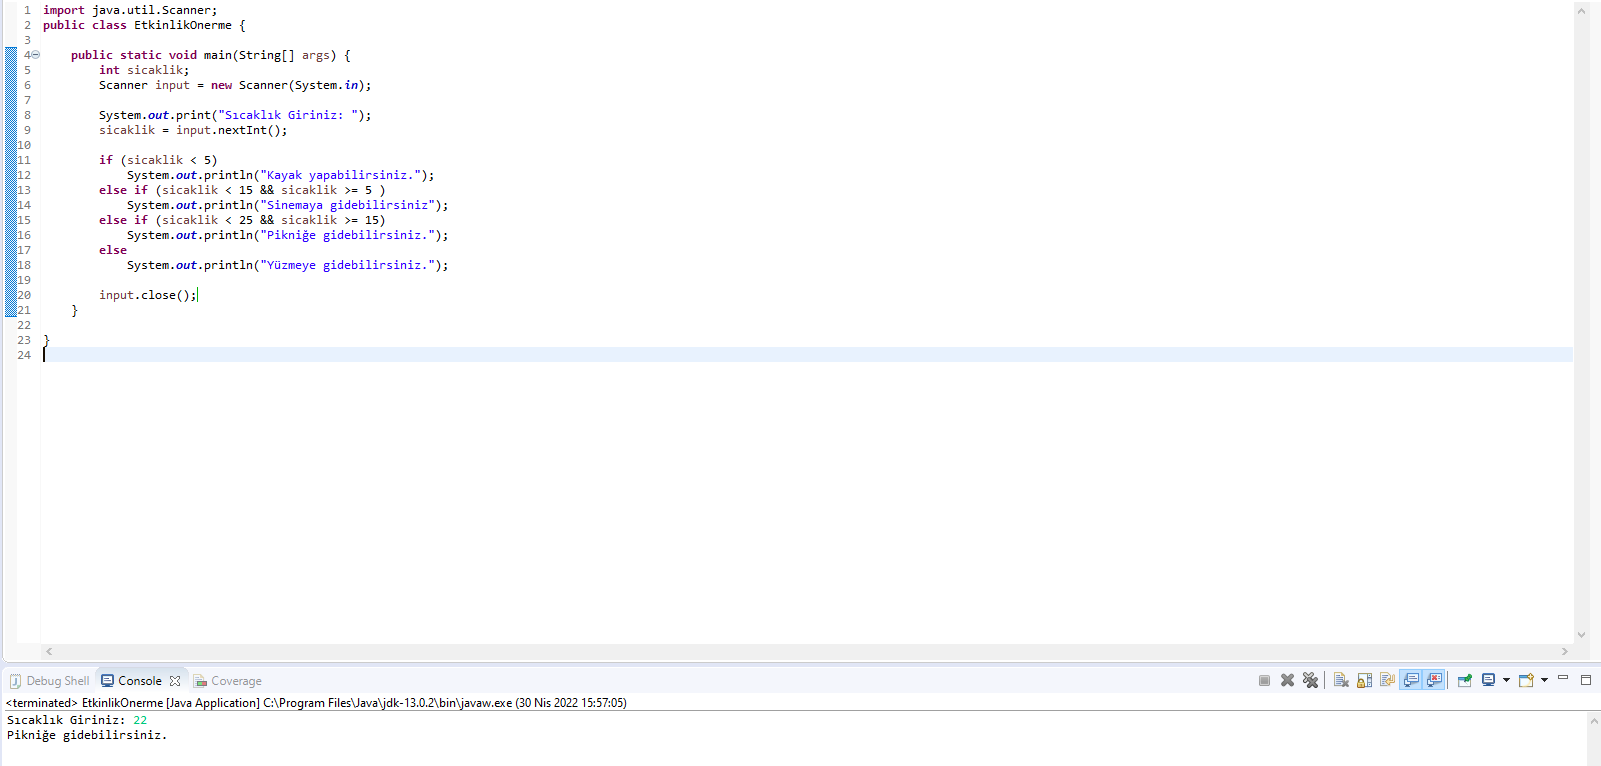 1 import java.util.Scanner;
2 public class EtkinlikOnerme {
3
4 public static void main(String[] args) {
5 int sicaklik;
6 Scanner input = new Scanner(System.in);
7
8 System.out.print("Sıcaklık Giriniz: ");
9 sicaklik = input.nextInt();
10
11 if (sicaklik < 5)
12 System.out.println("Kayak yapabilirsiniz.");
13 else if (sicaklik < 15 && sicaklik >= 5 )
14 System.out.println("Sinemaya gidebilirsiniz");
15 else if (sicaklik < 25 && sicaklik >= 15)
16 System.out.println("Pikniğe gidebilirsiniz.");
17 else
18 System.out.println("Yüzmeye gidebilirsiniz.");
19
20 input.close();
21 }
22
23 }
24
Debug Shell Console Coverage
<terminated> EtkinlikOnerme [Java Application] C:\Program Files\Java\jdk-13.0.2\bin\javaw.exe (30 Nis 2022 15:57:05)
Sıcaklık Giriniz: 22
Pikniğe gidebilirsiniz.